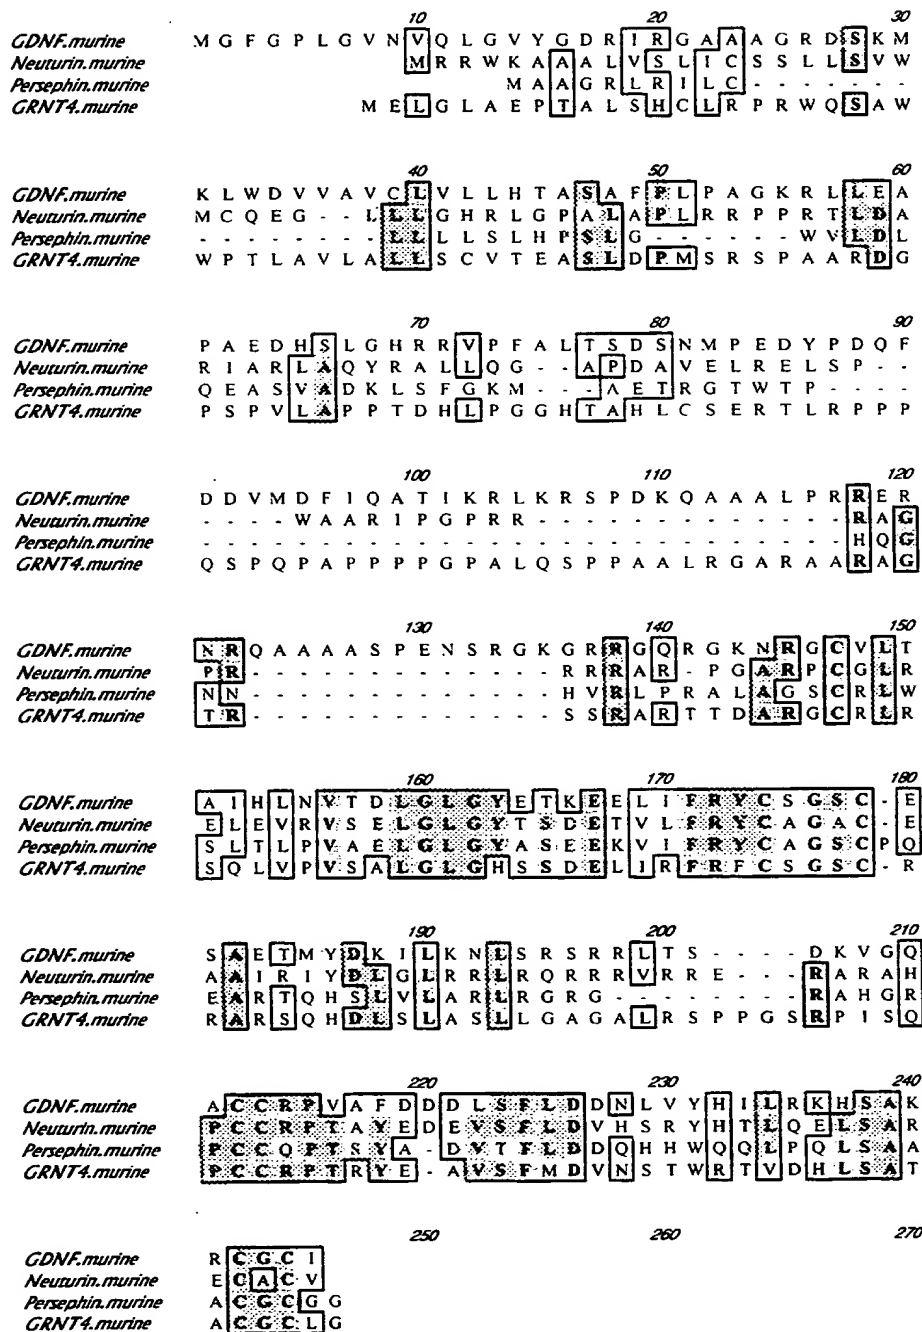 10 20 30
GDNF.murine M G F G P L G V N V Q L G V Y G D R I R G A A A G R D S K M
Neuturin.murine M R R W K A A A L V S L I C S S L L S V W
Persephin.murine M A A G R L R I L C - - - - - - -
GRNT4.murine M E L G L A E P T A L S H C L R P R W Q S A W
40 50 60
GDNF.murine K L W D V V A V C L V L L H T A S A F P L P A G K R L L E A
Neuturin.murine M C Q E G - - L L L G H R L G P A L A P L R R P P R T L D A
Persephin.murine - - - - - - - - L L L L S L H P S L G - - - - - - W V L D L
GRNT4.murine W P T L A V L A L L S C V T E A S L D P M S R S P A A R D G
70 80 90
GDNF.murine P A E D H S L G H R R V P F A L T S D S N M P E D Y P D Q F
Neuturin.murine R I A R L A Q Y R A L L Q G - - A P D A V E L R E L S P - -
Persephin.murine Q E A S V A D K L S F G K M - - A E T R G T W T P - - - - -
GRNT4.murine P S P V L A P P T D H L P G G H T A H L C S E R T L R P P P
100 110 120
GDNF.murine D D V M D F I Q A T I K R L K R S P D K Q A A A L P R R E R
Neuturin.murine - - - - W A A R I P G P R R - - - - - - - - - - - - - R A G
Persephin.murine - - - - - - - - - - - - - - - - - - - - - - - - - - - H Q G
GRNT4.murine Q S P Q P A P P P P G P A L Q S P P A A L R G A R A A R A G
130 140 150
GDNF.murine N R Q A A A A S P E N S R G K G R R G Q R G K N R G C V L T
Neuturin.murine P R - - - - - - - - - - - - - R R R A R - P G A R P C G L R
Persephin.murine N N - - - - - - - - - - - - - H V R L P R A L A G S C R L W
GRNT4.murine T R - - - - - - - - - - - - - S S R A R T T D A R G C R L R
160 170 180
GDNF.murine A I H L N V T D L G L G Y E T K E E L I F R Y C S G S C - E
Neuturin.murine E L E V R V S E L G L G Y T S D E T V L F R Y C A G A C - E
Persephin.murine S L T L P V A E L G L G Y A S E E K V I F R Y C A G S C P Q
GRNT4.murine S Q L V P V S A L G L G H S S D E L I R F R F C S G S C - R
190 200 210
GDNF.murine S A E T M Y D K I L K N L S R S R R L T S - - - D K V G Q
Neuturin.murine A A I R I Y D L G L R R L R Q R R R V R R E - - - R A R A H
Persephin.murine E A R T Q H S L V L A R L R G R G - - - - - - - - R A H G R
GRNT4.murine R A R S Q H D L S L A S L L G A G A L R S P P G S R P I S Q
220 230 240
GDNF.murine A C C R P V A F D D D L S F L D D N L V Y H I L R K H S A K
Neuturin.murine P C C R P T A Y E D E V S F L D V H S R Y H T L Q E L S A R
Persephin.murine P C C Q P T S Y A - D V T F L D D Q H H W Q Q L P Q L S A A
GRNT4.murine P C C R P T R Y E - A V S F M D V N S T W R T V D H L S A T
250 260 270
GDNF.murine R C G C I
Neuturin.murine E C A C V
Persephin.murine A C G C G G
GRNT4.murine A C G C L G